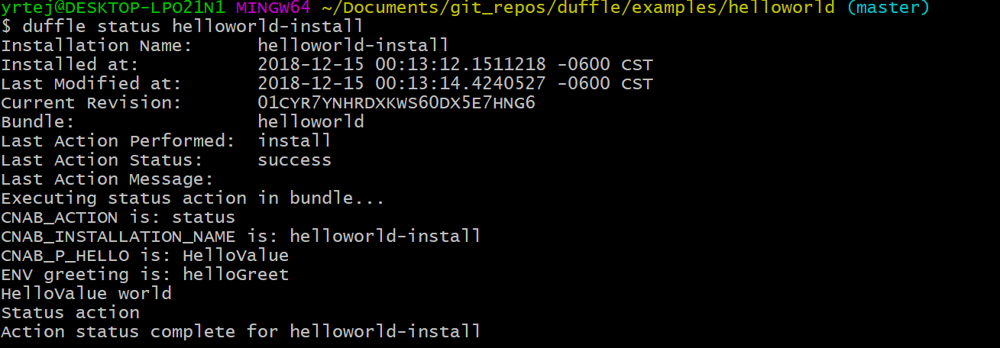 yrtej@DESKTOP-LPO21N1 MINGW64 ~/Documents/git_repos/duffle/examples/helloworld (master)
$ duffle status helloworld-install
Installation Name:      helloworld-install
Installed at:           2018-12-15 00:13:12.1511218 -0600 CST
Last Modified at:       2018-12-15 00:13:14.4240527 -0600 CST
Current Revision:       01CYR7YNHRDXKWS60DX5E7HNG6
Bundle:                 helloworld
Last Action Performed:  install
Last Action Status:     success
Last Action Message:
Executing status action in bundle...
CNAB_ACTION is: status
CNAB_INSTALLATION_NAME is: helloworld-install
CNAB_P_HELLO is: HelloValue
ENV greeting is: helloGreet
HelloValue world
Status action
Action status complete for helloworld-install